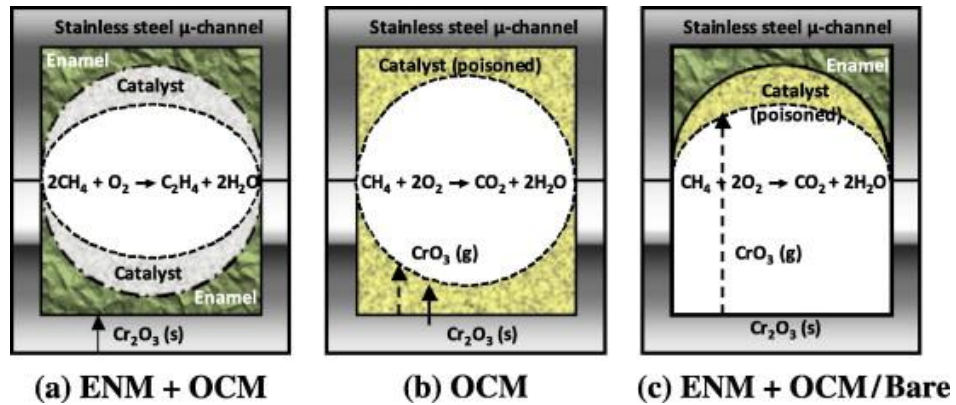 Stainless steel μ-channel
Enamel
Catalyst
2CH₄ + O₂ → C₂H₄ + 2H₂O
Catalyst
Enamel
Cr₂O₃ (s)
(a) ENM + OCM
Stainless steel μ-channel
Catalyst (poisoned)
CH₄ + 2O₂ → CO₂ + 2H₂O
CrO₃ (g)
Cr₂O₃ (s)
(b) OCM
Stainless steel μ-channel
Enamel
Catalyst
(poisoned)
CH₄ + 2O₂ → CO₂ + 2H₂O
CrO₃ (g)
Cr₂O₃ (s)
(c) ENM + OCM/Bare